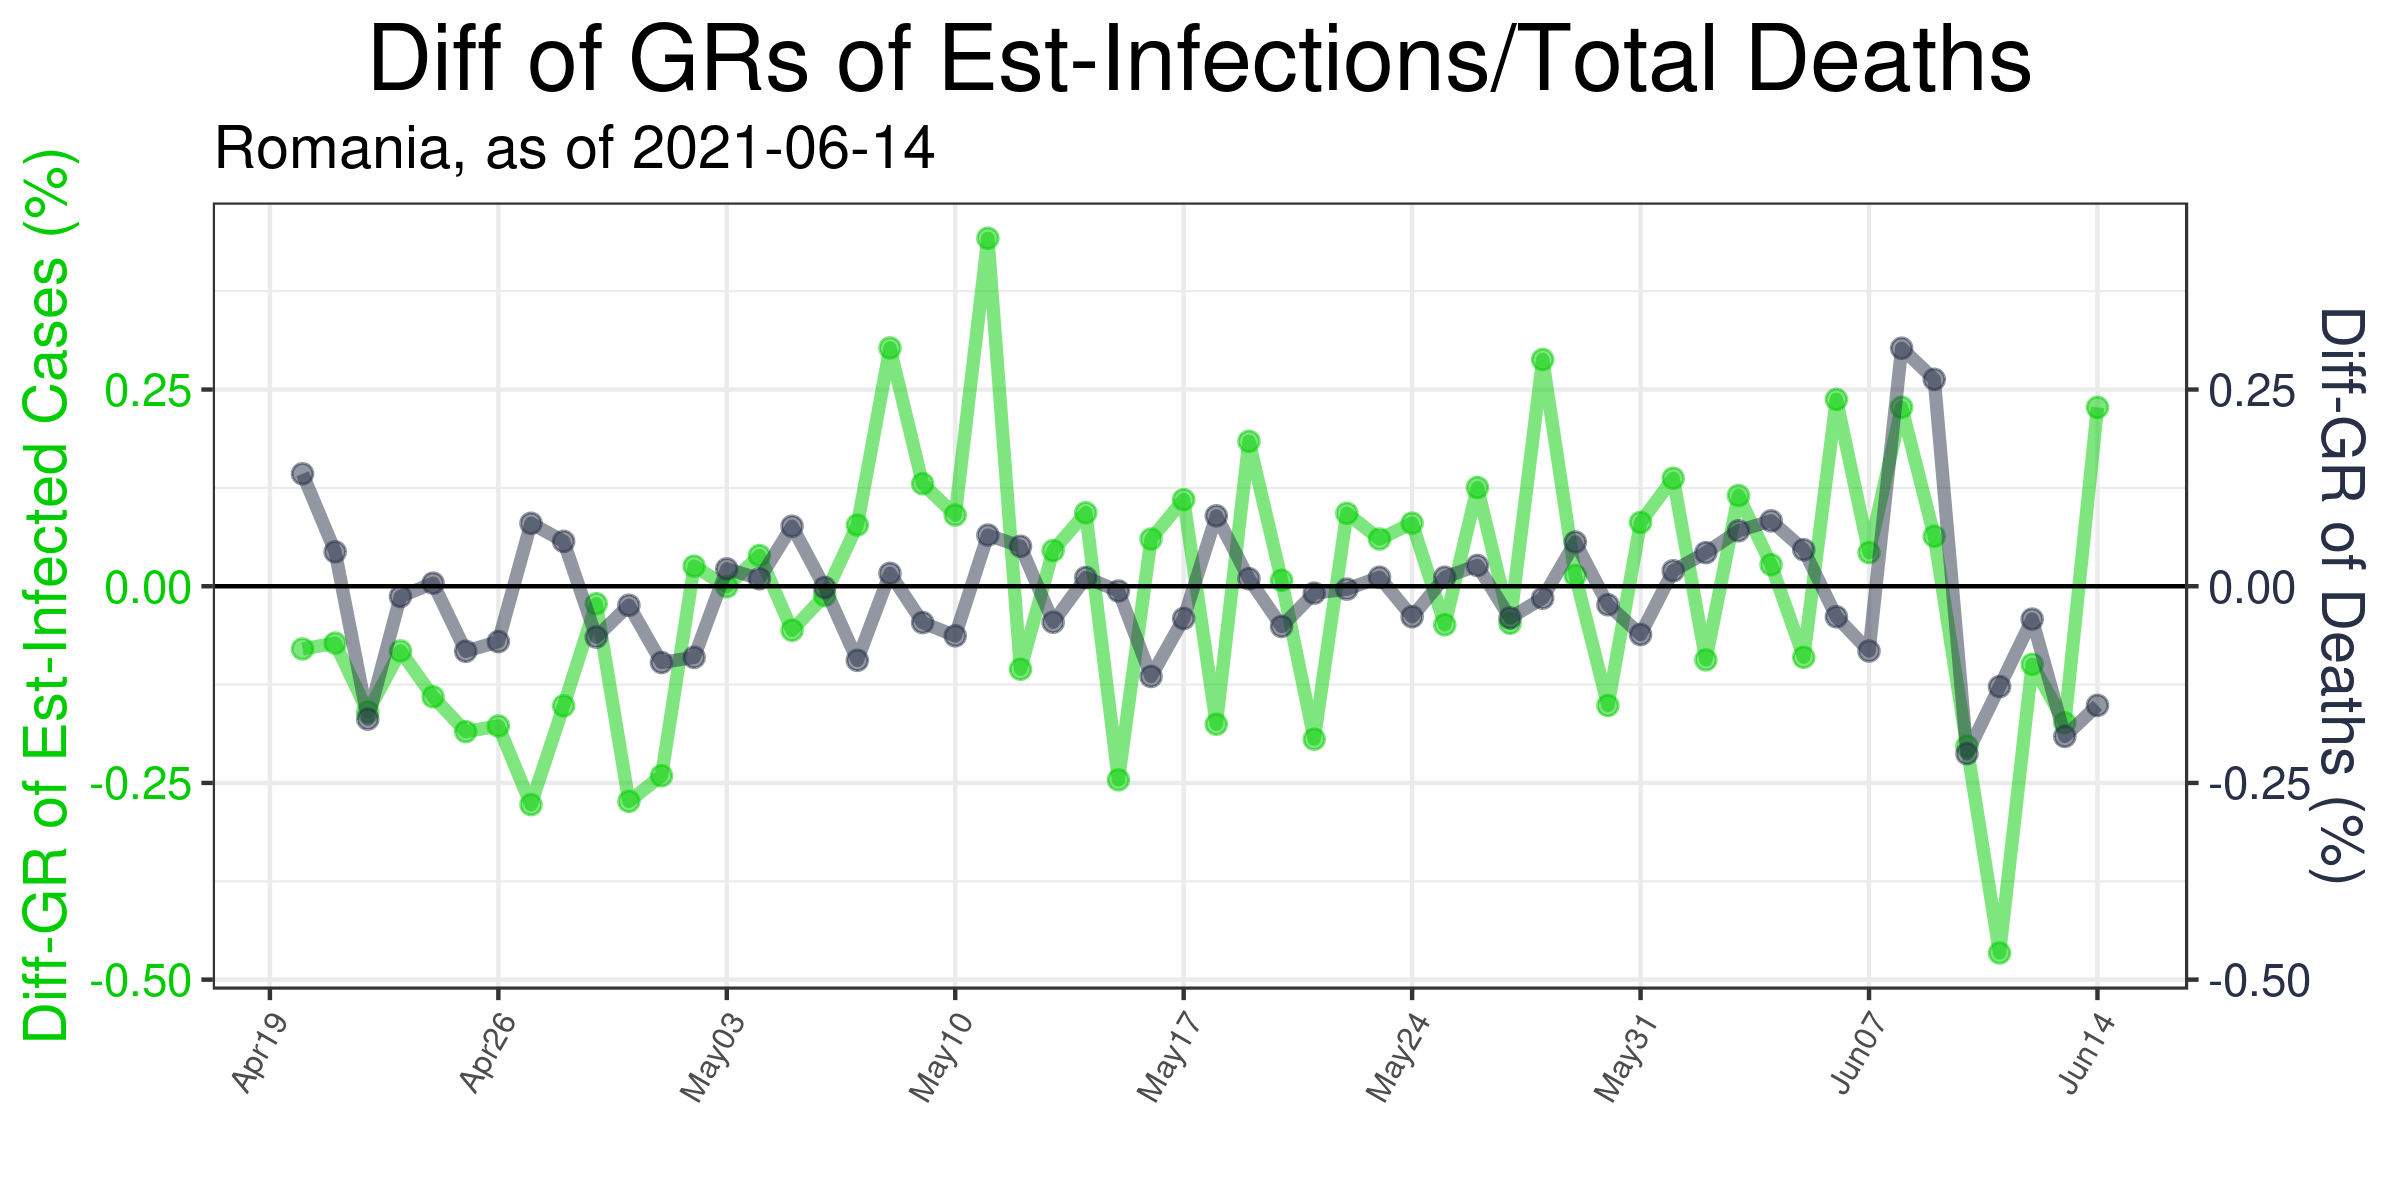 Diff of GRs of Est-Infections/Total Deaths
Romania, as of 2021-06-14
Diff-GR of Est-Infected Cases (%)
0.25
0.00
-0.25
-0.50
0.25
0.00
-0.25
-0.50
Diff-GR of Deaths (%)
Apr19
Apr26
May03
May10
May17
May24
May31
Jun07
Jun14